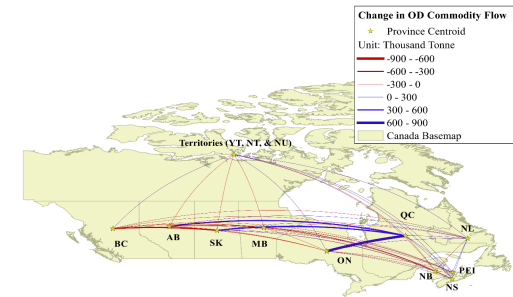 Change in OD Commodity Flow
Province Centroid
Unit: Thousand Tonne
-900 - -600
-600 - -300
-300 - 0
0 - 300
300 - 600
600 - 900
Canada Basemap
Territories (YT, NT, & NU)
QC
NL
BC
AB
SK
MB
ON
NB
PEI
NS